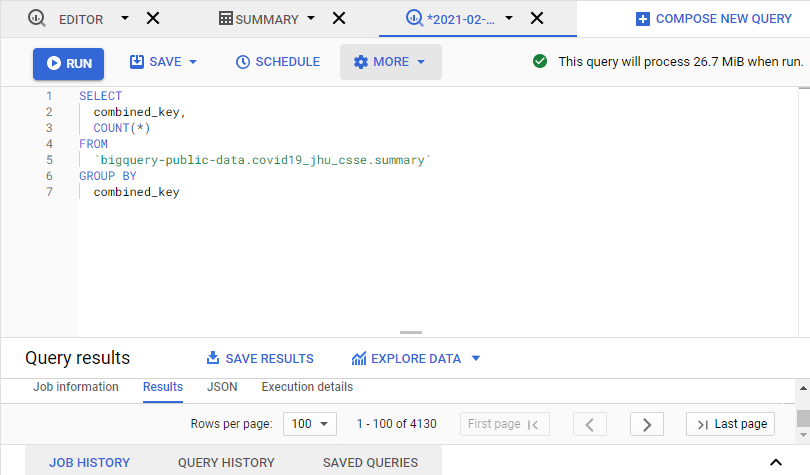 EDITOR SUMMARY *2021-02-... COMPOSE NEW QUERY
RUN SAVE SCHEDULE MORE This query will process 26.7 MiB when run.
1 SELECT
2 combined_key,
3 COUNT(*)
4 FROM
5 `bigquery-public-data.covid19_jhu_csse.summary`
6 GROUP BY
7 combined_key
Query results SAVE RESULTS EXPLORE DATA
Job information Results JSON Execution details
Rows per page: 100 1 - 100 of 4130 First page Last page
JOB HISTORY QUERY HISTORY SAVED QUERIES